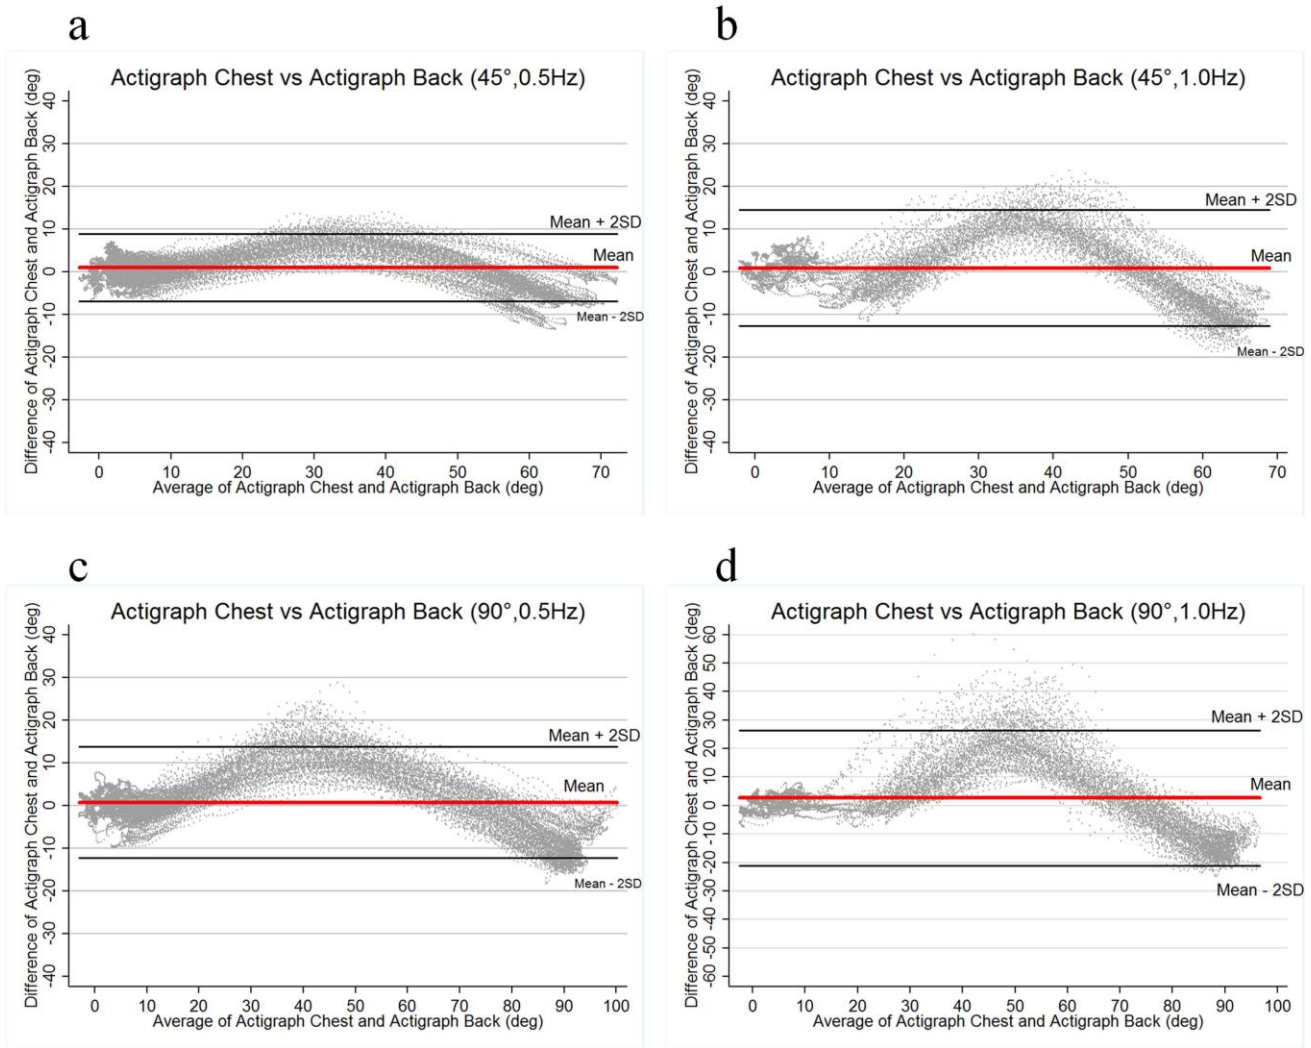 a
Actigraph Chest vs Actigraph Back (45°,0.5Hz)
Difference of Actigraph Chest and Actigraph Back (deg)
40
30
20
10
0
-10
-20
-30
-40
Mean + 2SD
Mean
Mean - 2SD
0 10 20 30 40 50 60 70
Average of Actigraph Chest and Actigraph Back (deg)
b
Actigraph Chest vs Actigraph Back (45°,1.0Hz)
Difference of Actigraph Chest and Actigraph Back (deg)
40
30
20
10
0
-10
-20
-30
-40
Mean + 2SD
Mean
Mean - 2SD
0 10 20 30 40 50 60 70
Average of Actigraph Chest and Actigraph Back (deg)
c
Actigraph Chest vs Actigraph Back (90°,0.5Hz)
Difference of Actigraph Chest and Actigraph Back (deg)
40
30
20
10
0
-10
-20
-30
-40
Mean + 2SD
Mean
Mean - 2SD
0 10 20 30 40 50 60 70 80 90 100
Average of Actigraph Chest and Actigraph Back (deg)
d
Actigraph Chest vs Actigraph Back (90°,1.0Hz)
Difference of Actigraph Chest and Actigraph Back (deg)
60
50
40
30
20
10
0
-10
-20
-30
-40
-50
-60
Mean + 2SD
Mean
Mean - 2SD
0 10 20 30 40 50 60 70 80 90 100
Average of Actigraph Chest and Actigraph Back (deg)